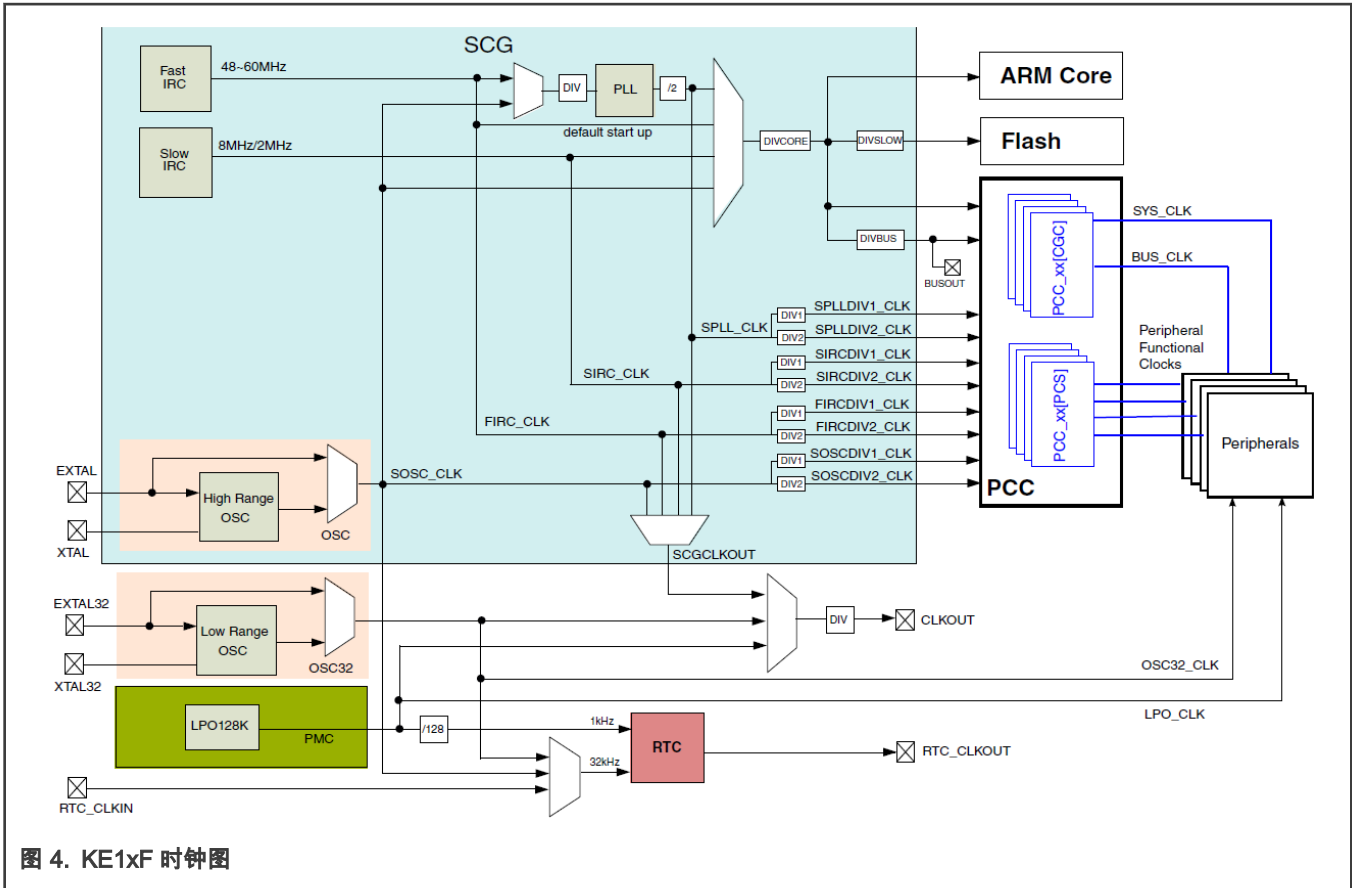 SCG
Fast
IRC
48~60MHz
DIV
PLL
/2
default start up
Slow
IRC
8MHz/2MHz
DIVCORE
DIVSLOW
ARM Core
Flash
DIVBUS
BUSOUT
PCC_xx[CGC]
SYS_CLK
BUS_CLK
SPLL_CLK
DIV1
SPLLDIV1_CLK
DIV2
SPLLDIV2_CLK
SIRC_CLK
DIV1
SIRCDIV1_CLK
DIV2
SIRCDIV2_CLK
FIRC_CLK
DIV1
FIRCDIV1_CLK
DIV2
FIRCDIV2_CLK
SOSC_CLK
DIV1
SOSCDIV1_CLK
DIV2
SOSCDIV2_CLK
PCC_xx[PCS]
PCC
Peripheral
Functional
Clocks
Peripherals
EXTAL
XTAL
High Range
OSC
OSC
SCGCLKOUT
EXTAL32
XTAL32
Low Range
OSC
OSC32
DIV
CLKOUT
OSC32_CLK
LPO_CLK
LPO128K
PMC
/128
1kHz
32kHz
RTC
RTC_CLKOUT
RTC_CLKIN
图 4. KE1xF 时钟图